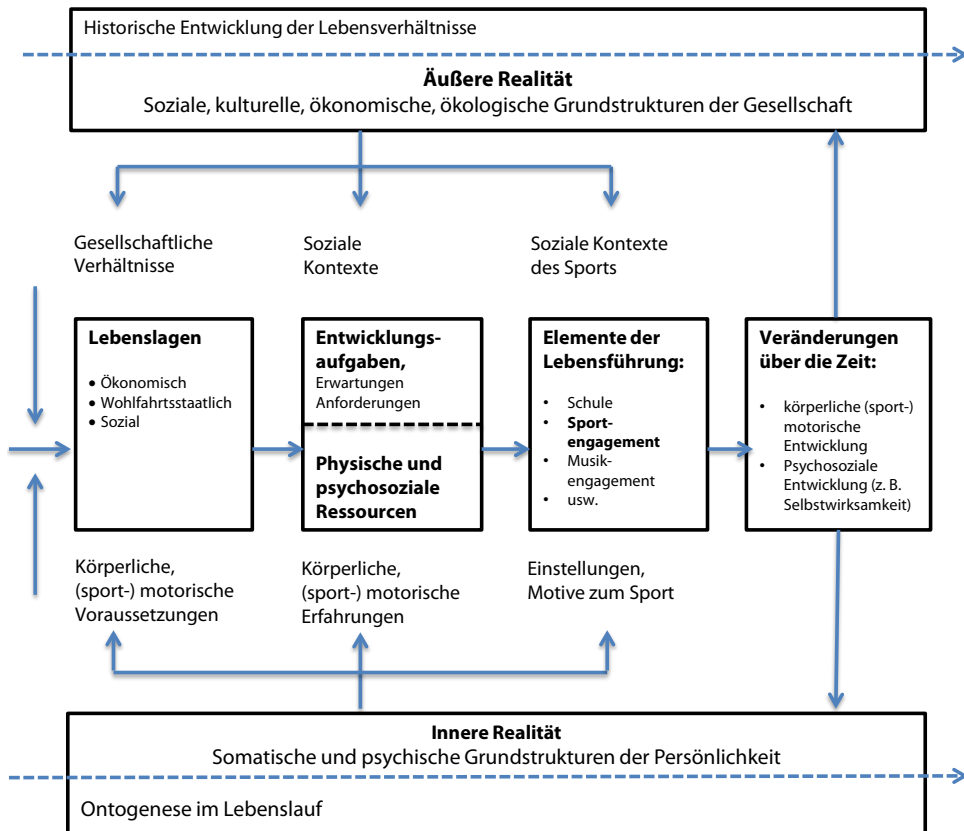 Historische Entwicklung der Lebensverhältnisse
Äußere Realität
Soziale, kulturelle, ökonomische, ökologische Grundstrukturen der Gesellschaft
Gesellschaftliche
Verhältnisse
Soziale
Kontexte
Soziale Kontexte
des Sports
Lebenslagen
• Ökonomisch
• Wohlfahrtsstaatlich
• Sozial
Entwicklungs-
aufgaben,
Erwartungen
Anforderungen
Physische und
psychosoziale
Ressourcen
Elemente der
Lebensführung:
• Schule
• Sport-
engagement
• Musik-
engagement
• usw.
Veränderungen
über die Zeit:
• körperliche (sport-)
motorische
Entwicklung
• Psychosoziale
Entwicklung (z. B.
Selbstwirksamkeit)
Körperliche,
(sport-) motorische
Voraussetzungen
Körperliche,
(sport-) motorische
Erfahrungen
Einstellungen,
Motive zum Sport
Innere Realität
Somatische und psychische Grundstrukturen der Persönlichkeit
Ontogenese im Lebenslauf